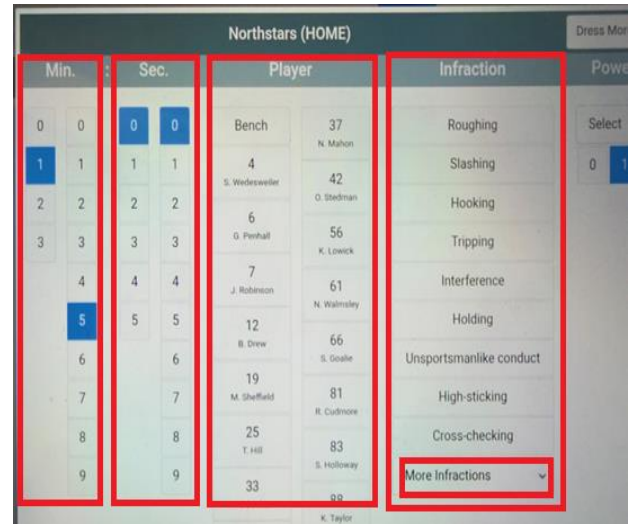 Northstars (HOME)
Dress Mor
Min. : Sec. Player Infraction Powe
0 0 0 0 Bench 37 Roughing Select
N. Mahon
1 1 1 1 4 Slashing 0 1
S. Wedesweiler
42
O. Stedman
2 2 2 2 6 Hooking
G. Penhall
3 3 3 3 56 Tripping
K. Lowick
4 4 4 7 61 Interference
J. Robinson N. Walmsley
5 5 5 12 Holding
B. Drew
66
S. Goalie
6 6 Unsportsmanlike conduct
19
M. Sheffield
7 7 81 High-sticking
R. Cudmore
8 8 25 83 Cross-checking
T. Hill S. Holloway
9 9 33 More Infractions
88
K. Taylor